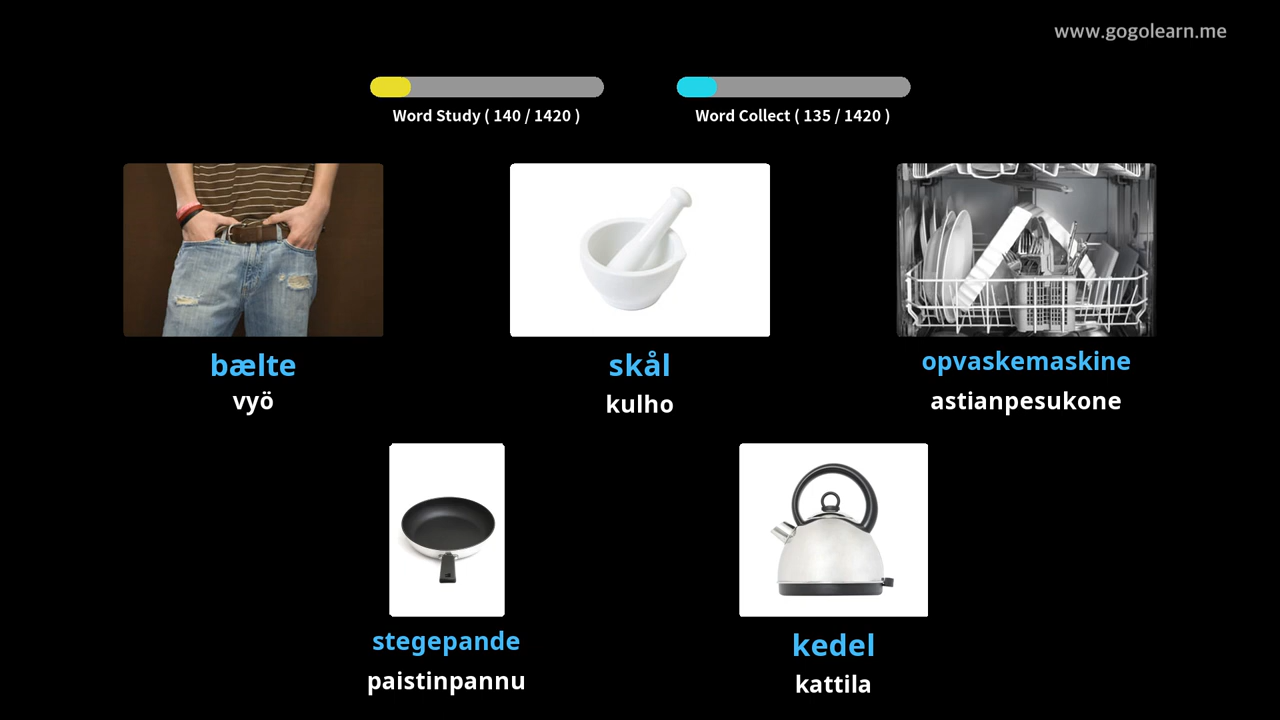 www.gogolearn.me
Word Study ( 140 / 1420 )
Word Collect ( 135 / 1420 )
bælte
vyö
skål
kulho
opvaskemaskine
astianpesukone
stegepande
paistinpannu
kedel
kattila